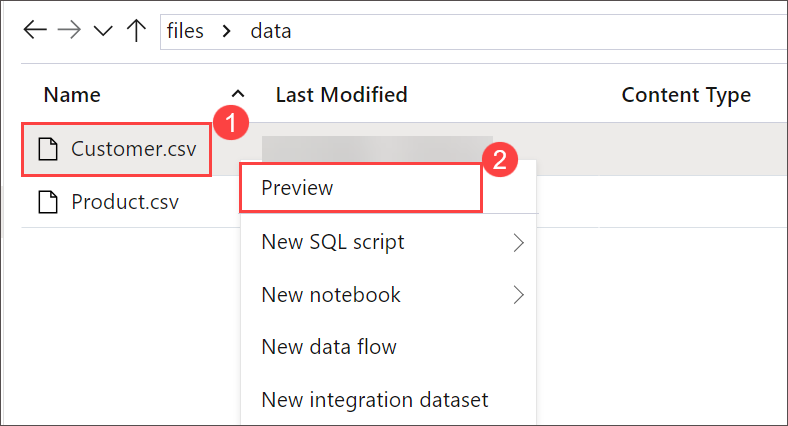 files > data
Name Last Modified Content Type
1
Customer.csv
2
Preview
Product.csv
New SQL script
New notebook
New data flow
New integration dataset